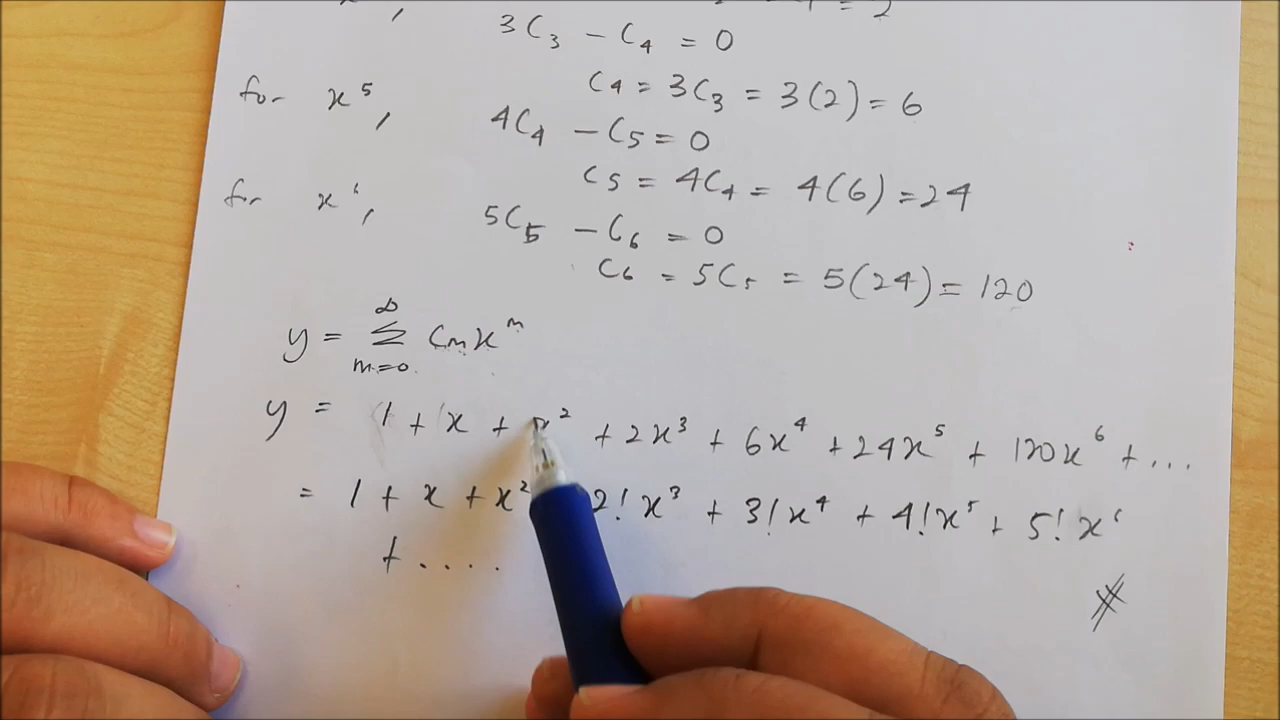 = 2
3C₃ - C₄ = 0
C₄ = 3C₃ = 3(2) = 6
for x⁵, 4C₄ - C₅ = 0
C₅ = 4C₄ = 4(6) = 24
for x⁶, 5C₅ - C₆ = 0
C₆ = 5C₅ = 5(24) = 120
y = ∞ Σ m=0 Cₘxᵐ
y = 1 + x + x² + 2x³ + 6x⁴ + 24x⁵ + 120x⁶ + ...
= 1 + x + x² 2! x³ + 3! x⁴ + 4! x⁵ + 5! x⁶
+ ....
#